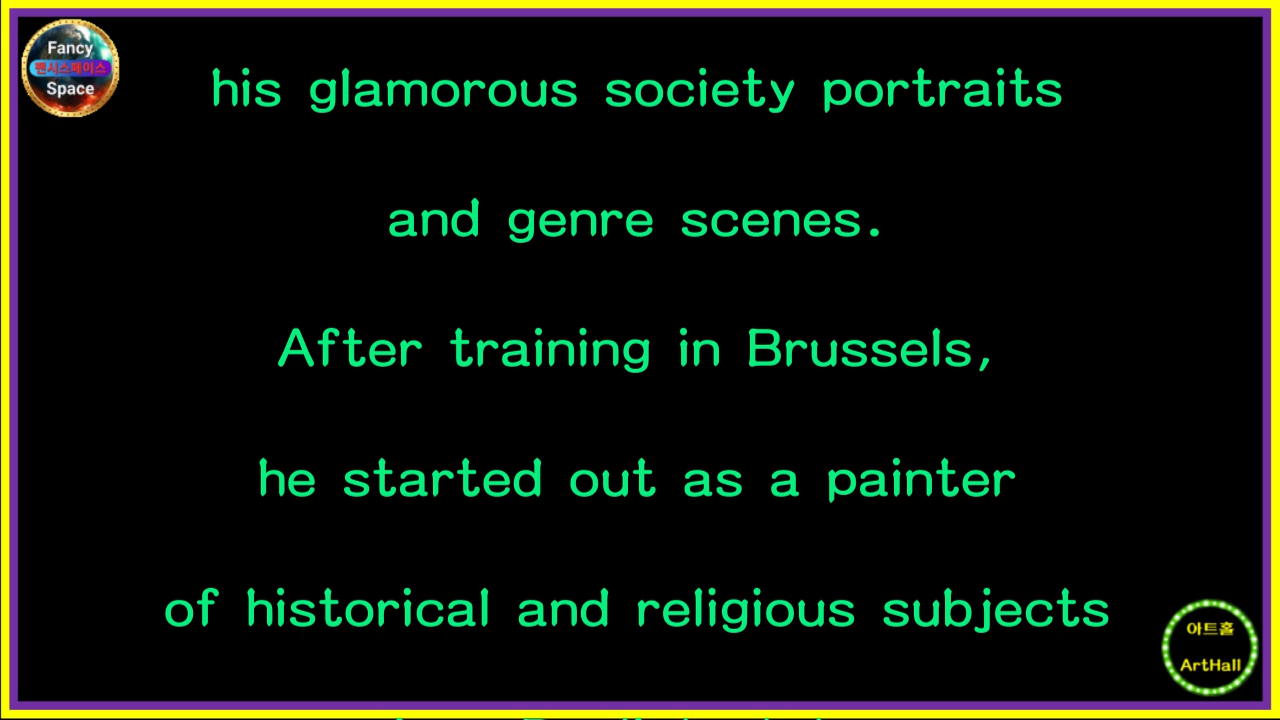 Fancy
팬시스페이스
Space
his glamorous society portraits
and genre scenes.
After training in Brussels,
he started out as a painter
of historical and religious subjects
아트홀
ArtHall